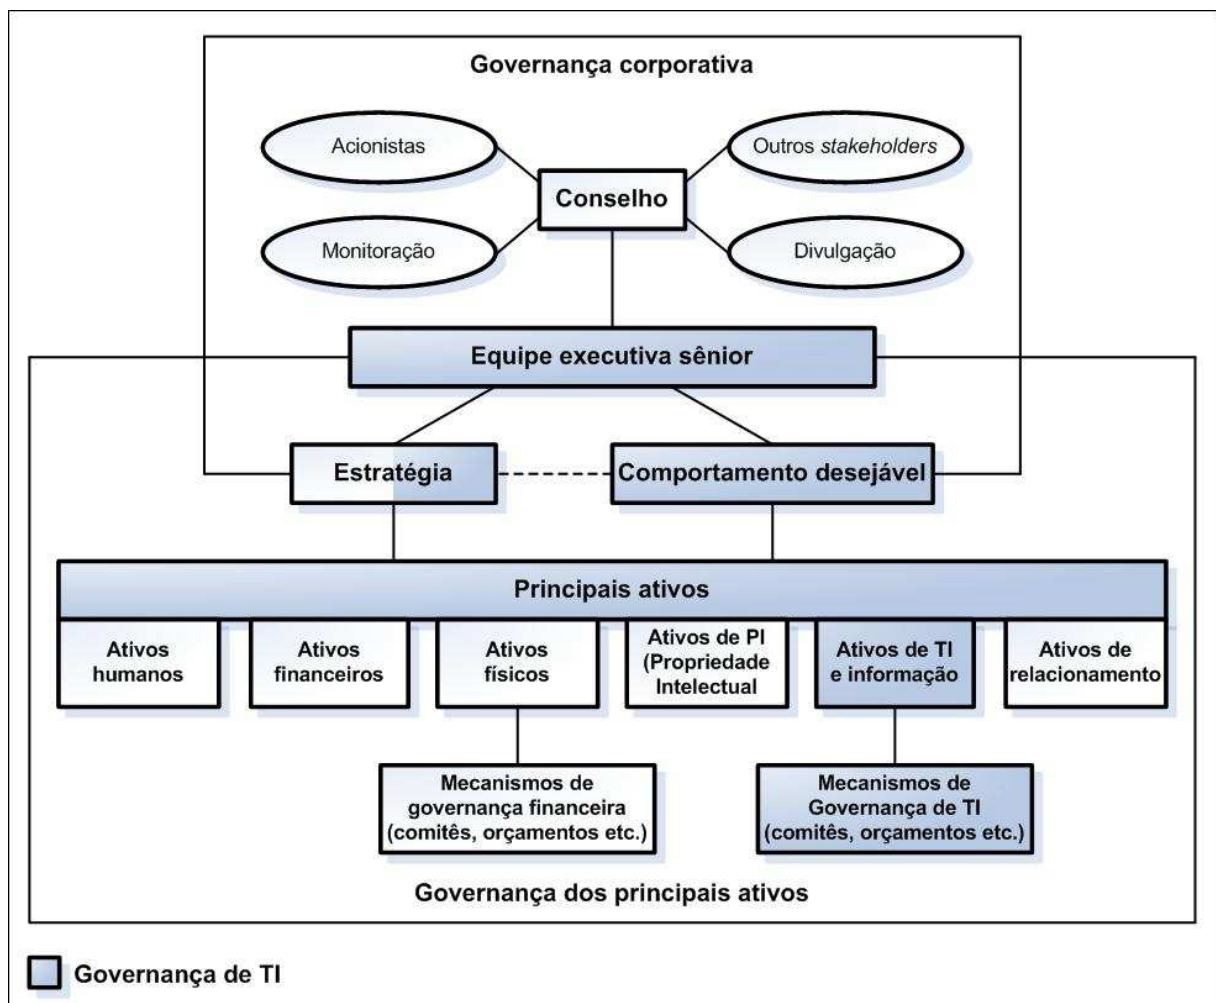 Governança corporativa
Acionistas
Outros stakeholders
Conselho
Monitoração
Divulgação
Equipe executiva sênior
Estratégia
Comportamento desejável
Principais ativos
Ativos
humanos
Ativos
financeiros
Ativos
físicos
Ativos de PI
(Propriedade
Intelectual
Ativos de TI
e informação
Ativos de
relacionamento
Mecanismos de
governança financeira
(comitês, orçamentos etc.)
Mecanismos de
Governança de TI
(comitês, orçamentos etc.)
Governança dos principais ativos
Governança de TI